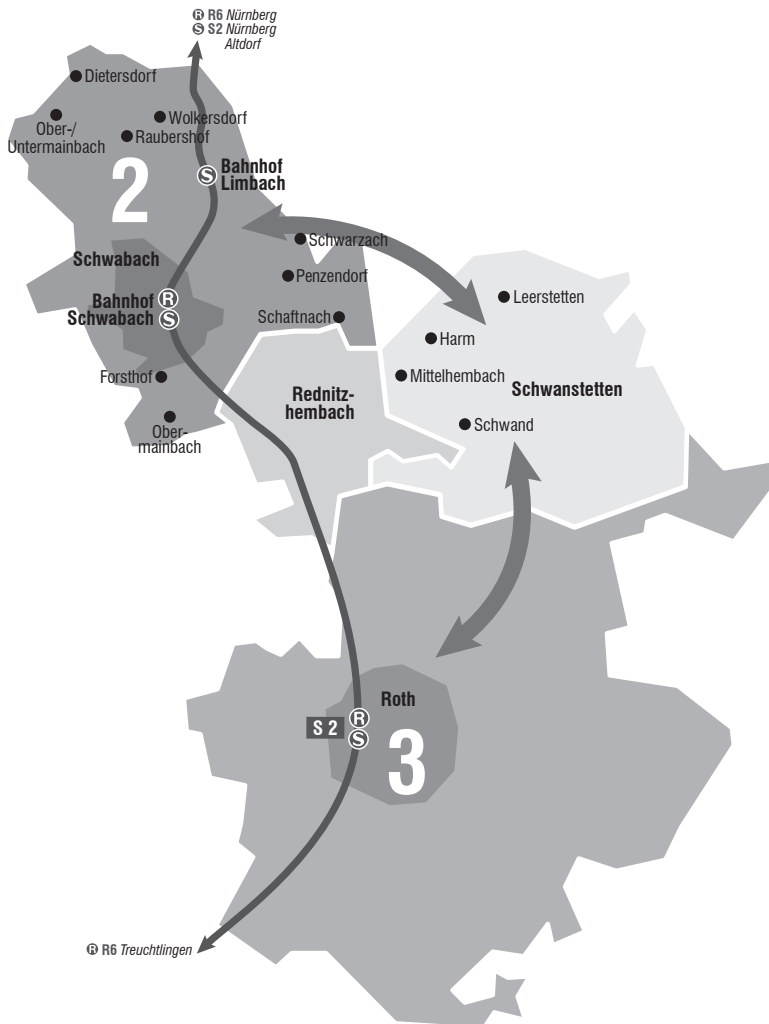 R R6 Nürnberg
S S2 Nürnberg
Altdorf
Dietersdorf
Wolkersdorf
Ober-/
Untermainbach
Raubershof
2
S
Bahnhof
Limbach
Schwarzach
Schwabach
Penzendorf
Leerstetten
Bahnhof R
Schwabach S
Schaftnach
Harm
Forsthof
Mittelhembach
Rednitz-
hembach
Schwanstetten
Schwand
Ober-
mainbach
Roth
S 2
R
S
3
R R6 Treuchtlingen